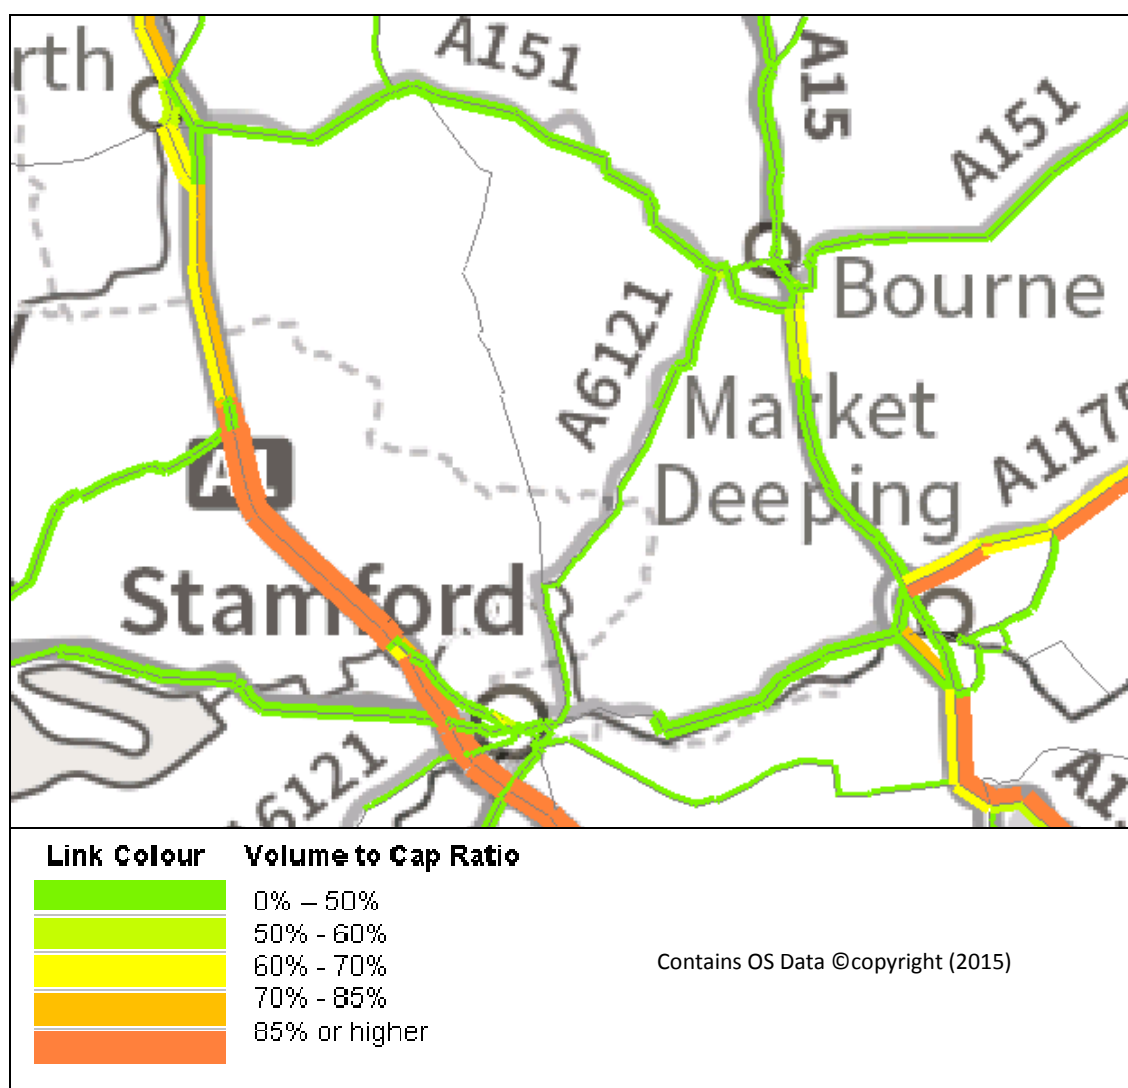 rth
A151
A15
A151
Bourne
A6121
Market
Deeping
A1175
A1
Stamford
A6121
A1
Link Colour Volume to Cap Ratio
0% – 50%
50% - 60%
60% - 70%
70% - 85%
85% or higher
Contains OS Data ©copyright (2015)